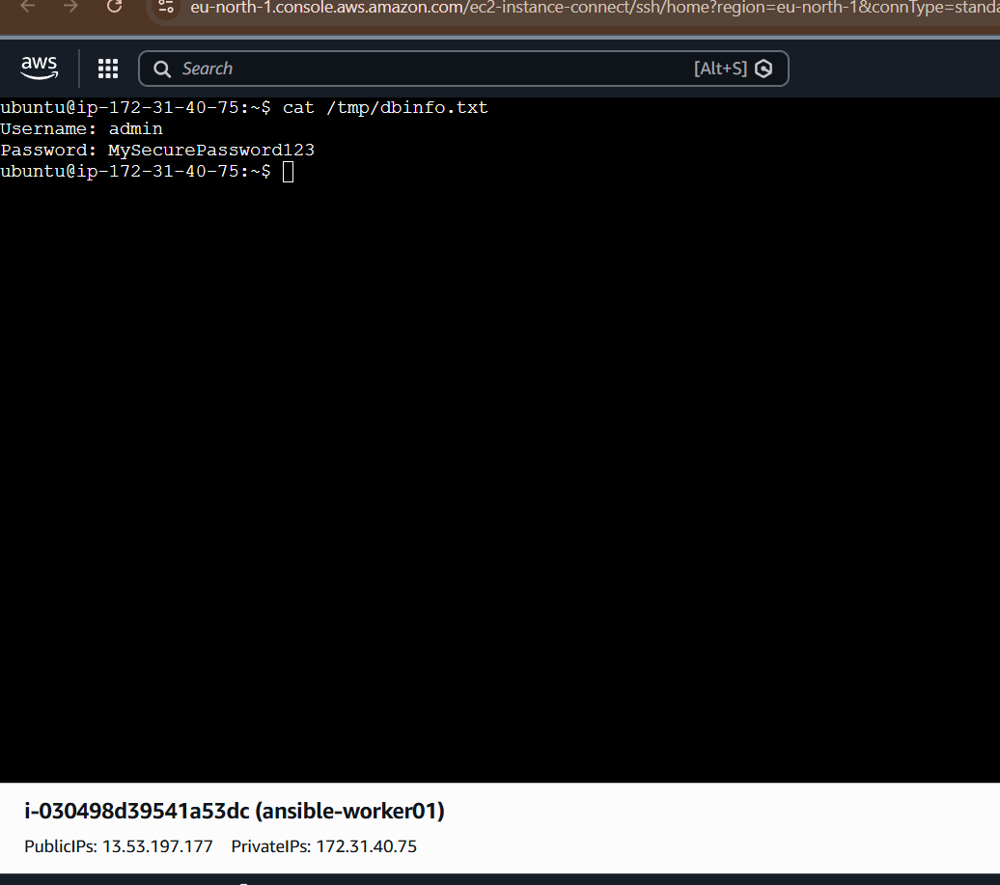 eu-north-1.console.aws.amazon.com/ec2-instance-connect/ssh/home?region=eu-north-1&connType=standa
aws
Search
[Alt+S]
ubuntu@ip-172-31-40-75:~$ cat /tmp/dbinfo.txt
Username: admin
Password: MySecurePassword123
ubuntu@ip-172-31-40-75:~$
i-030498d39541a53dc (ansible-worker01)
PublicIPs: 13.53.197.177 PrivateIPs: 172.31.40.75